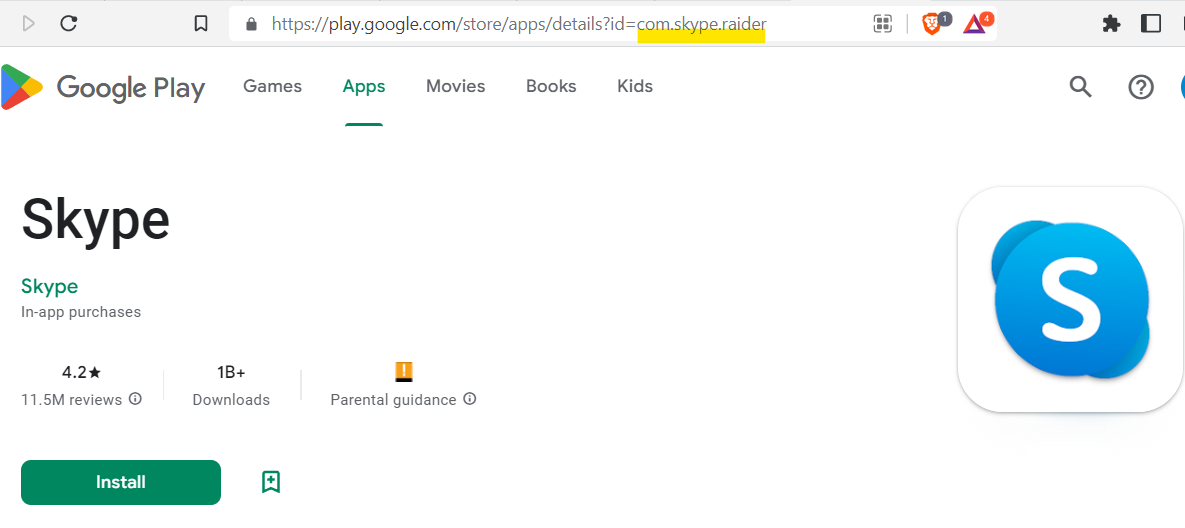 https://play.google.com/store/apps/details?id=com.skype.raider
1
4
Google Play
Games
Apps
Movies
Books
Kids
Skype
S
Skype
In-app purchases
4.2★
1B+
!
11.5M reviews
Downloads
Parental guidance
Install